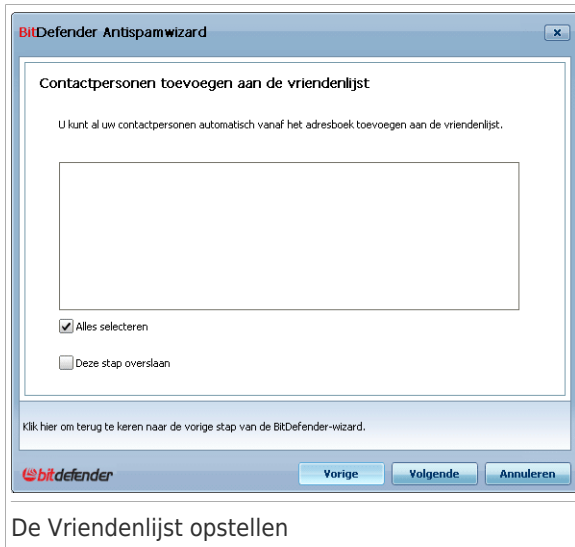 BitDefender Antispamwizard
Contactpersonen toevoegen aan de vriendenlijst
U kunt al uw contactpersonen automatisch vanaf het adresboek toevoegen aan de vriendenlijst.
Alles selecteren
Deze stap overslaan
Klik hier om terug te keren naar de vorige stap van de BitDefender-wizard.
bitdefender
Vorige
Volgende
Annuleren
De Vriendenlijst opstellen